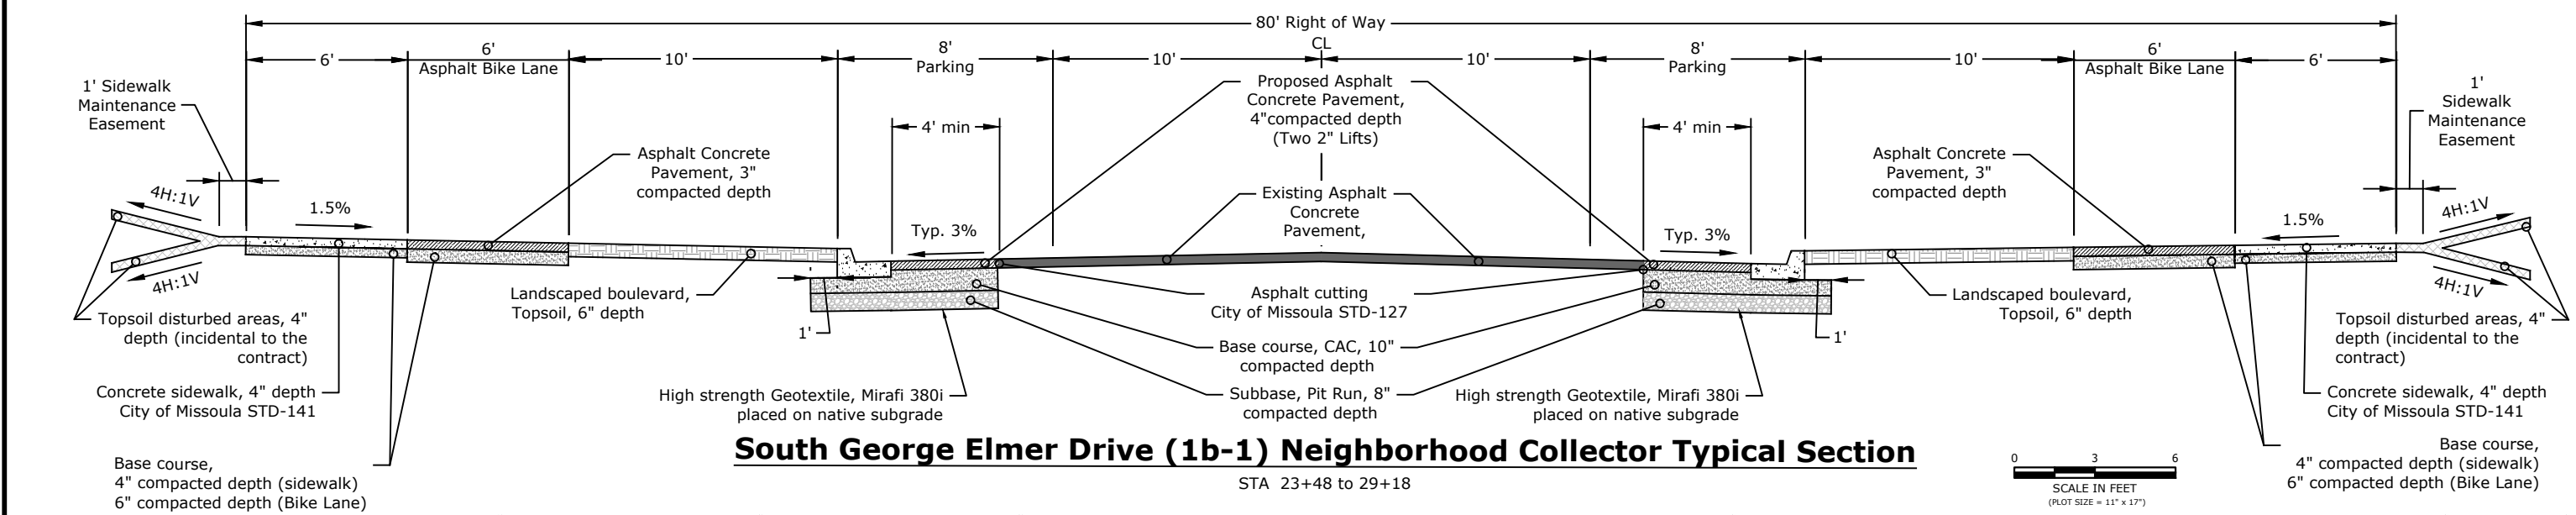 80' Right of Way
6'
6'
Asphalt Bike Lane
10'
8'
Parking
10'
CL
10'
8'
Parking
10'
6'
Asphalt Bike Lane
6'
1' Sidewalk
Maintenance
Easement
4H:1V
4H:1V
1.5%
Asphalt Concrete
Pavement, 3"
compacted depth
4' min
Typ. 3%
Proposed Asphalt
Concrete Pavement,
4"compacted depth
(Two 2" Lifts)
Existing Asphalt
Concrete
Pavement,
4' min
Typ. 3%
Asphalt Concrete
Pavement, 3"
compacted depth
1.5%
1'
Sidewalk
Maintenance
Easement
4H:1V
4H:1V
Topsoil disturbed areas, 4"
depth (incidental to the
contract)
Concrete sidewalk, 4" depth
City of Missoula STD-141
Base course,
4" compacted depth (sidewalk)
6" compacted depth (Bike Lane)
Landscaped boulevard,
Topsoil, 6" depth
1'
High strength Geotextile, Mirafi 380i
placed on native subgrade
Asphalt cutting
City of Missoula STD-127
Base course, CAC, 10"
compacted depth
Subbase, Pit Run, 8"
compacted depth
High strength Geotextile, Mirafi 380i
placed on native subgrade
1'
Landscaped boulevard,
Topsoil, 6" depth
Topsoil disturbed areas, 4"
depth (incidental to the
contract)
Concrete sidewalk, 4" depth
City of Missoula STD-141
Base course,
4" compacted depth (sidewalk)
6" compacted depth (Bike Lane)
South George Elmer Drive (1b-1) Neighborhood Collector Typical Section
STA 23+48 to 29+18
0 3 6
SCALE IN FEET
(PLOT SIZE = 11" x 17")